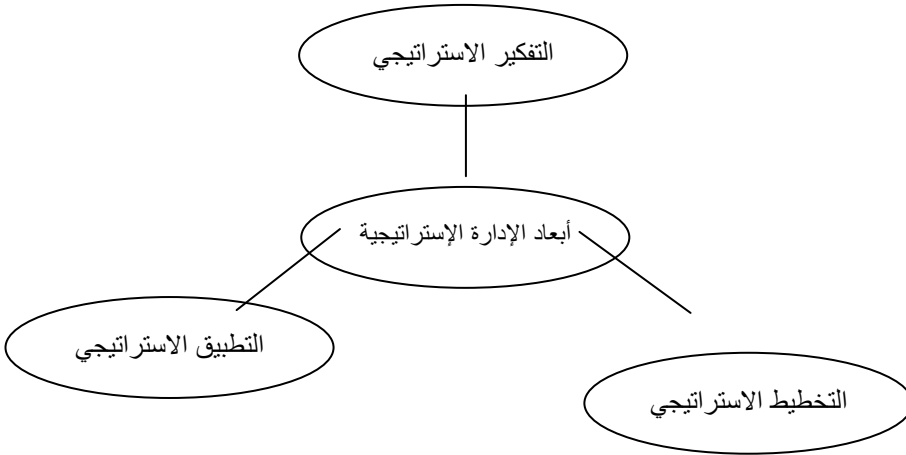 التفكير الاستراتيجي
أبعاد الإدارة الإستراتيجية
التطبيق الاستراتيجي
التخطيط الاستراتيجي